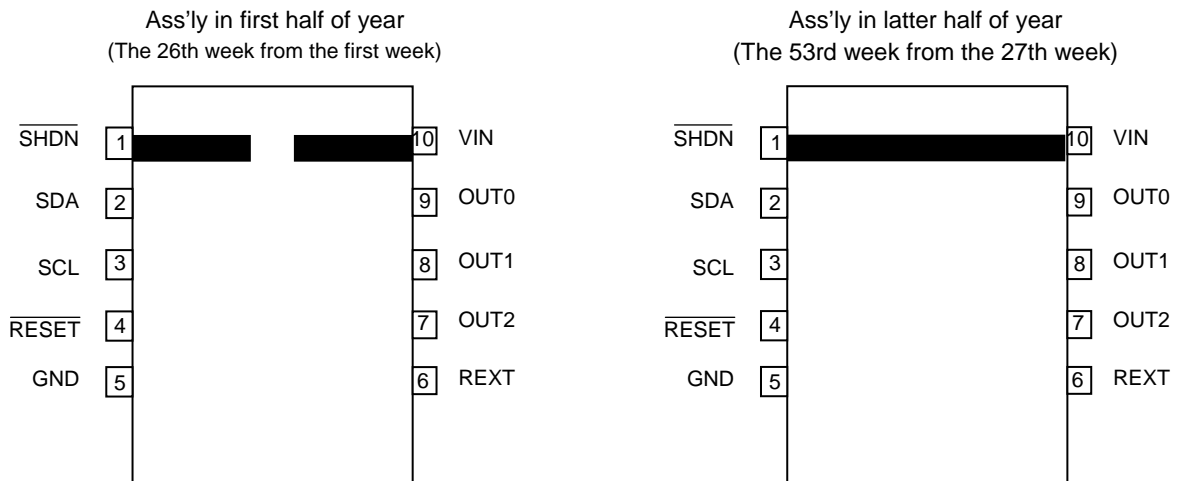 Ass'ly in first half of year
(The 26th week from the first week)
SHDN 1 10 VIN
SDA 2 9 OUT0
SCL 3 8 OUT1
RESET 4 7 OUT2
GND 5 6 REXT
Ass'ly in latter half of year
(The 53rd week from the 27th week)
SHDN 1 10 VIN
SDA 2 9 OUT0
SCL 3 8 OUT1
RESET 4 7 OUT2
GND 5 6 REXT